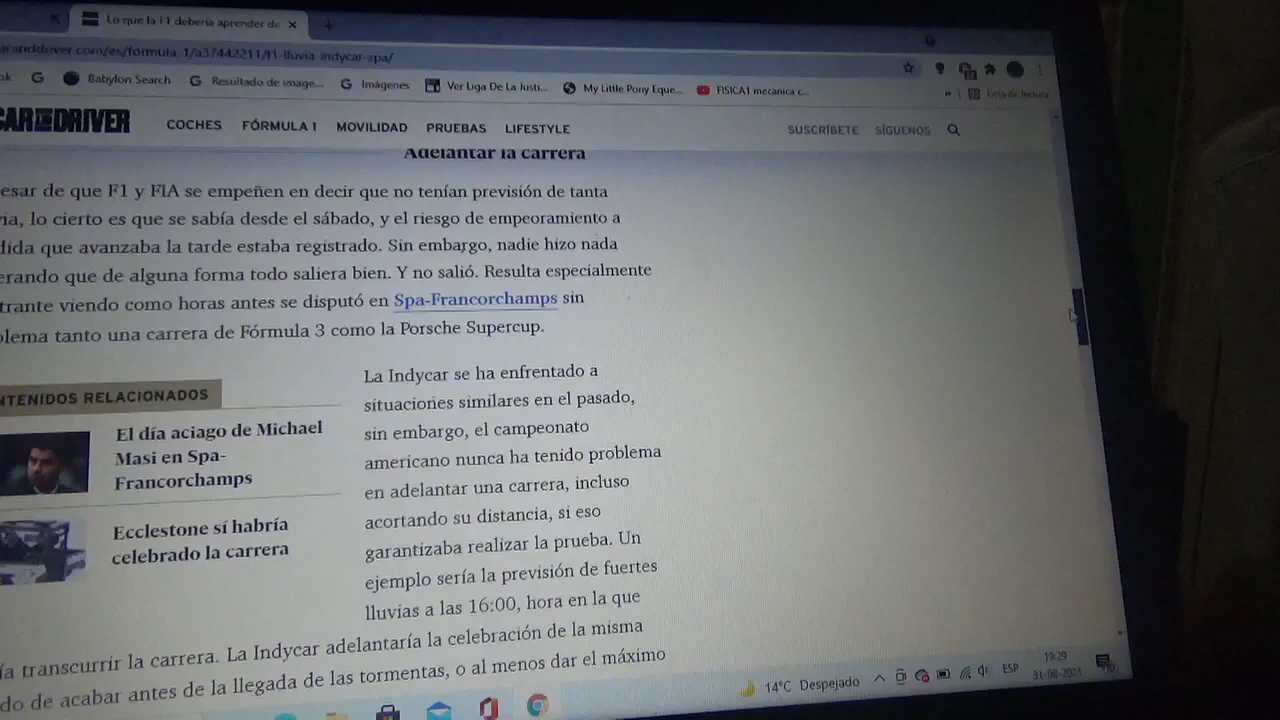 Lo que la F1 debería aprender de
caranddriver.com/es/formula-1/a37442211/f1-lluvia-indycar-spa/
Babylon Search
Resultado de image...
Imágenes
Ver Liga De La Justi...
My Little Pony Eque...
FISICA1 mecanica c...
Lista de lectura
CAR DRIVER
COCHES
FÓRMULA 1
MOVILIDAD
PRUEBAS
LIFESTYLE
SUSCRÍBETE
SÍGUENOS
Adelantar la carrera
esar de que F1 y FIA se empeñen en decir que no tenían previsión de tanta
ia, lo cierto es que se sabía desde el sábado, y el riesgo de empeoramiento a
dida que avanzaba la tarde estaba registrado. Sin embargo, nadie hizo nada
erando que de alguna forma todo saliera bien. Y no salió. Resulta especialmente
trante viendo como horas antes se disputó en Spa-Francorchamps sin
lema tanto una carrera de Fórmula 3 como la Porsche Supercup.
NTENIDOS RELACIONADOS
El día aciago de Michael
Masi en Spa-
Francorchamps
Ecclestone sí habría
celebrado la carrera
La Indycar se ha enfrentado a
situaciones similares en el pasado,
sin embargo, el campeonato
americano nunca ha tenido problema
en adelantar una carrera, incluso
acortando su distancia, si eso
garantizaba realizar la prueba. Un
ejemplo sería la previsión de fuertes
lluvias a las 16:00, hora en la que
ía transcurrir la carrera. La Indycar adelantaría la celebración de la misma
do de acabar antes de la llegada de las tormentas, o al menos dar el máximo
14°C Despejado
ESP
19:29
31-08-2021